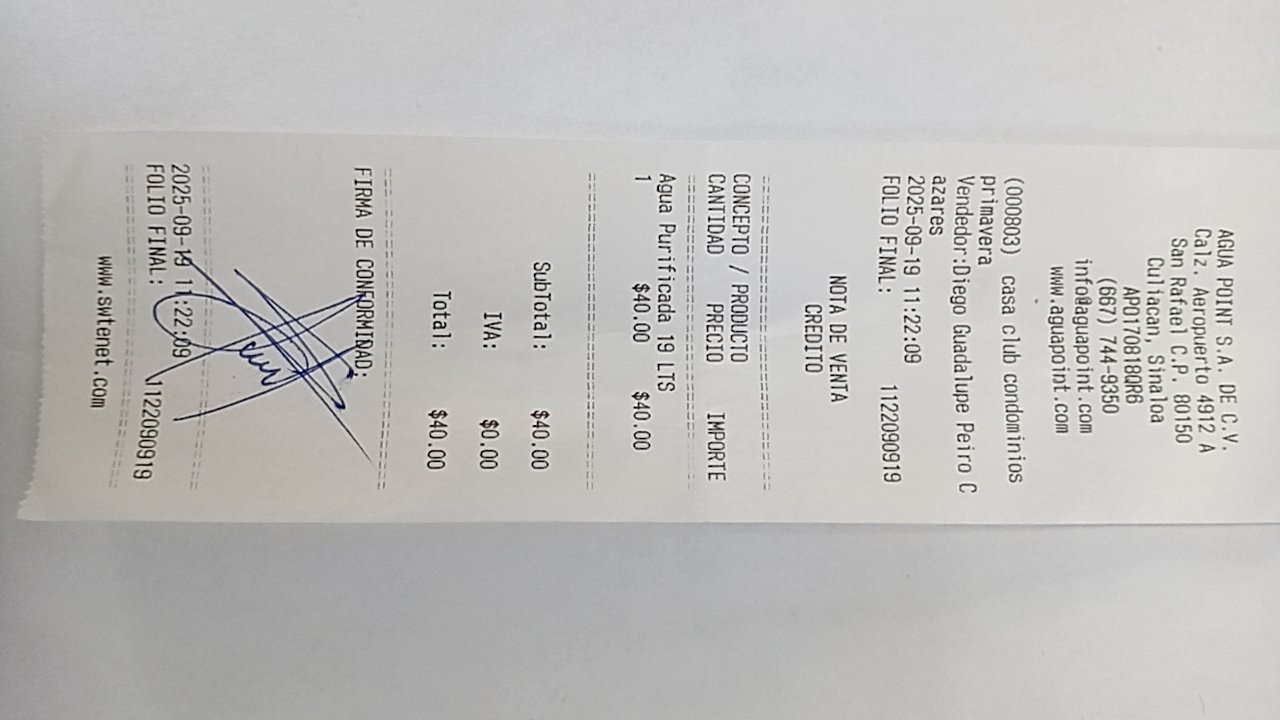 AGUA POINT S.A. DE C.V.
Calz. Aeropuerto 4912 A
San Rafael C.P. 80150
Culiacan, Sinaloa
APO170818QR6
(667) 744-9350
info@aguapoint.com
www.aguapoint.com
(000803) casa club condominios
primavera
Vendedor:Diego Guadalupe Peiro C
azares
2025-09-19 11:22:09
FOLIO FINAL: 1122090919
NOTA DE VENTA
CREDITO
CONCEPTO / PRODUCTO
CANTIDAD PRECIO IMPORTE
Agua Purificada 19 LTS
1 $40.00 $40.00
SubTotal: $40.00
IVA: $0.00
Total: $40.00
FIRMA DE CONFORMIDAD:
2025-09-19 11:22:09
FOLIO FINAL: 1122090919
www.swtenet.com